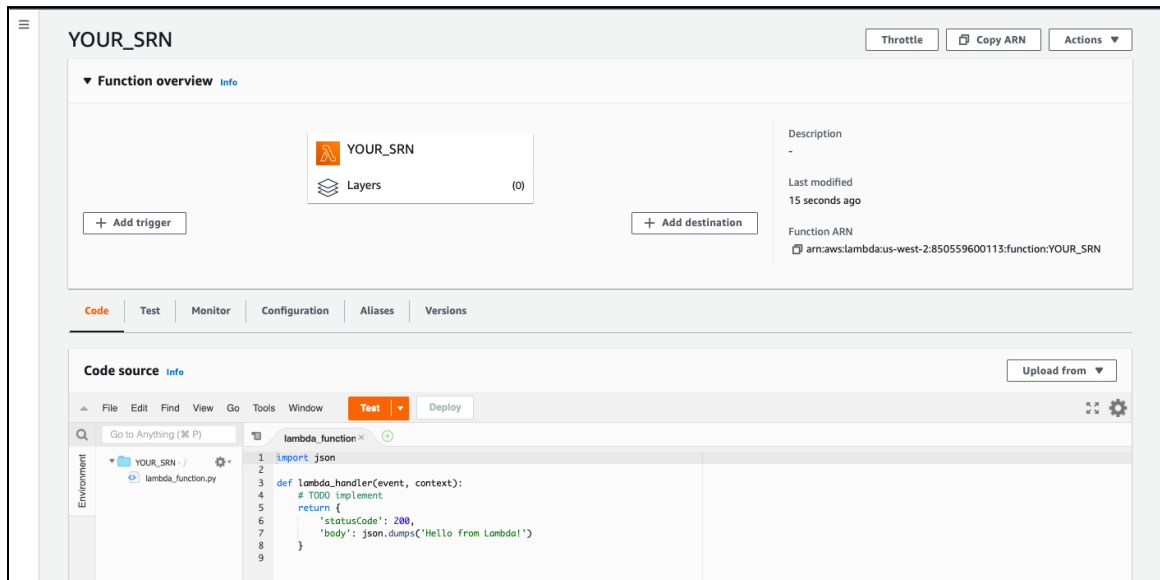 YOUR_SRN
Throttle Copy ARN Actions
Function overview Info
YOUR_SRN
Layers (0)
+ Add trigger
+ Add destination
Description
-
Last modified
15 seconds ago
Function ARN
arn:aws:lambda:us-west-2:850559600113:function:YOUR_SRN
Code Test Monitor Configuration Aliases Versions
Code source Info
Upload from
File Edit Find View Go Tools Window Test Deploy
Go to Anything (⌘ P)
lambda_function
Environment
YOUR_SRN - /
lambda_function.py
1 import json
2
3 def lambda_handler(event, context):
4     # TODO implement
5     return {
6         'statusCode': 200,
7         'body': json.dumps('Hello from Lambda!')
8     }
9